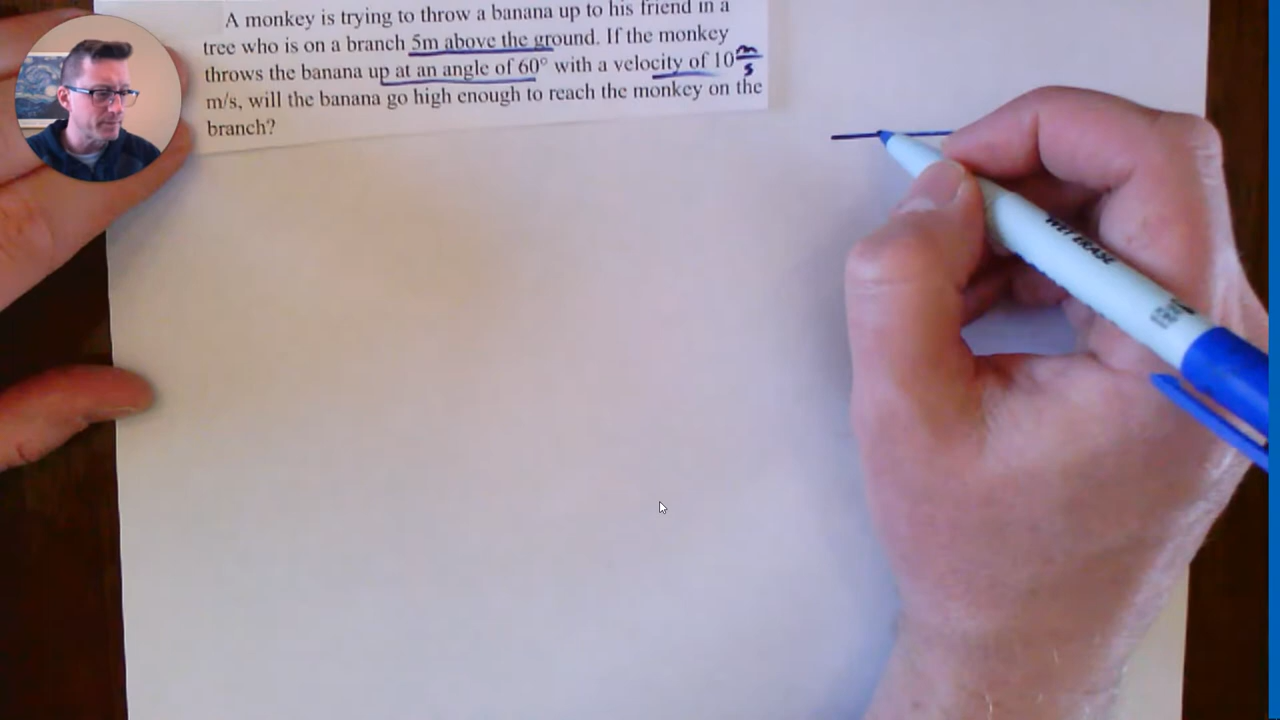 A monkey is trying to throw a banana up to his friend in a
tree who is on a branch 5m above the ground. If the monkey
throws the banana up at an angle of 60° with a velocity of 10 m/s
m/s, will the banana go high enough to reach the monkey on the
branch?
WET ERASE